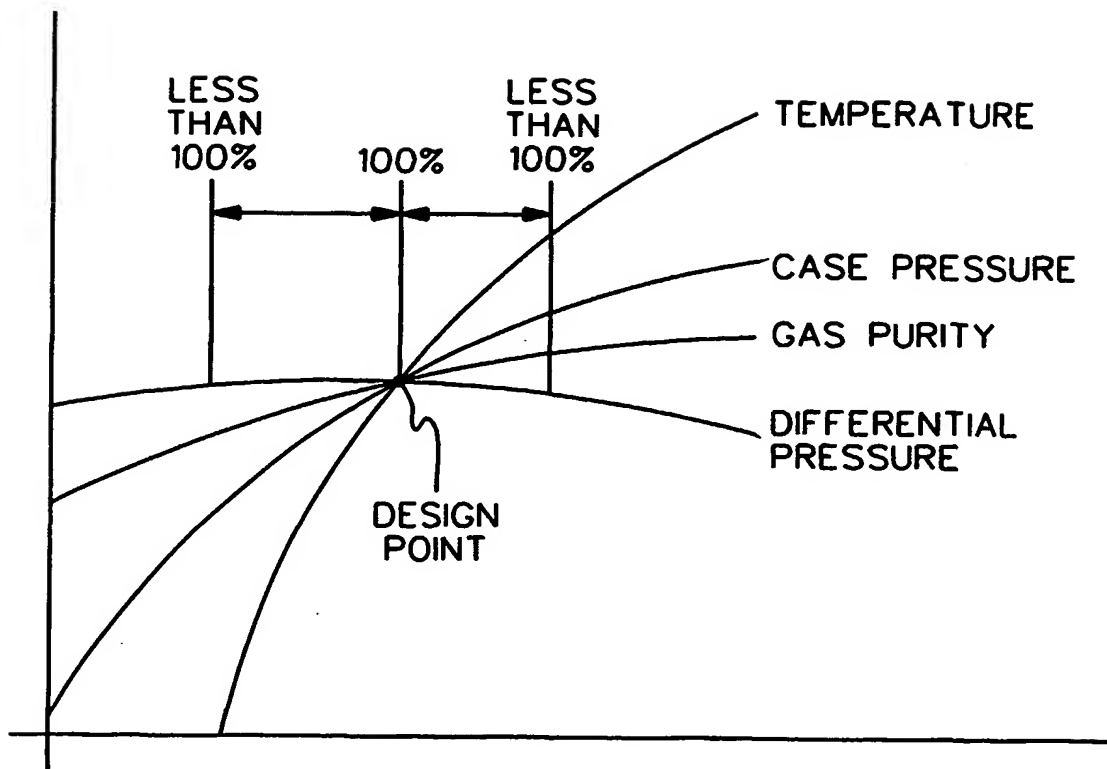 LESS
THAN
100%
100%
LESS
THAN
100%
TEMPERATURE
CASE PRESSURE
GAS PURITY
DIFFERENTIAL
PRESSURE
DESIGN
POINT